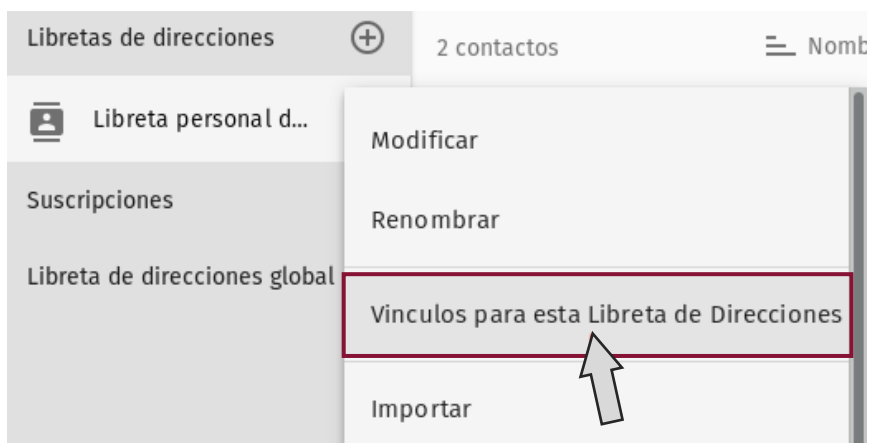 Libretas de direcciones
2 contactos
Nomb
Libreta personal d...
Modificar
Suscripciones
Renombrar
Libreta de direcciones global
Vinculos para esta Libreta de Direcciones
Importar